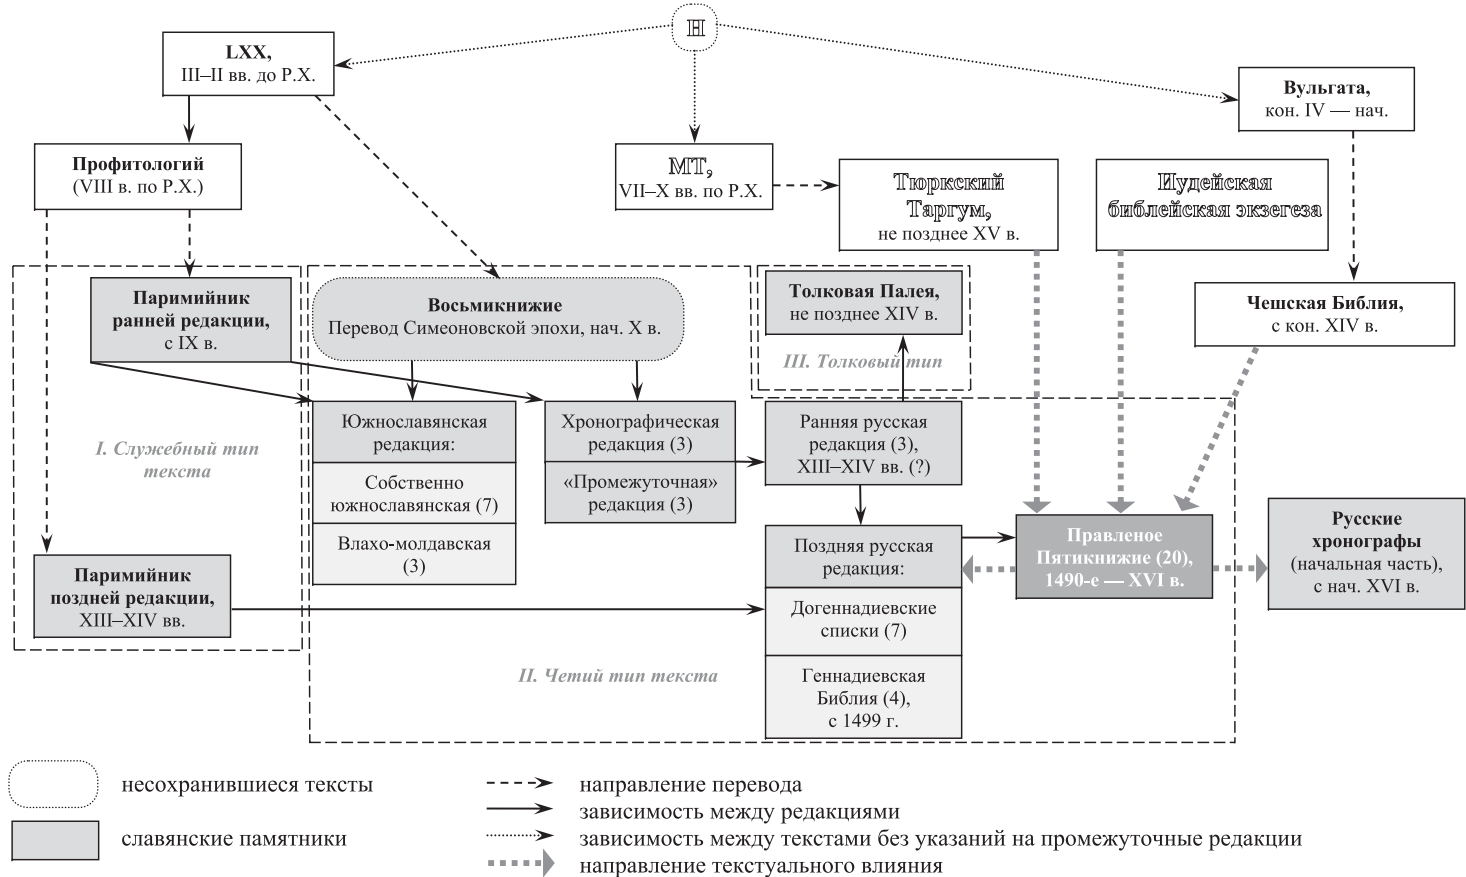 ℍ
LXX,
III–II вв. до Р.Х.
Вульгата,
кон. IV — нач.
Профитологий
(VIII в. по Р.Х.)
МТ,
VII–X вв. по Р.Х.
Тюркский
Таргум,
не позднее XV в.
Иудейская
библейская экзегеза
Паримийник
ранней редакции,
с IX в.
Восьмикнижие
Перевод Симеоновской эпохи, нач. X в.
Толковая Палея,
не позднее XIV в.
III. Толковый тип
Чешская Библия,
с кон. XIV в.
I. Служебный тип
текста
Южнославянская
редакция:
Собственно
южнославянская (7)
Влахо-молдавская
(3)
Хронографическая
редакция (3)
«Промежуточная»
редакция (3)
Ранняя русская
редакция (3),
XIII–XIV вв. (?)
Паримийник
поздней редакции,
XIII–XIV вв.
Поздняя русская
редакция:
Догеннадиевские
списки (7)
Геннадиевская
Библия (4),
с 1499 г.
Правленое
Пятикнижие (20),
1490-е — XVI в.
Русские
хронографы
(начальная часть),
с нач. XVI в.
II. Четий тип текста
несохранившиеся тексты
славянские памятники
направление перевода
зависимость между редакциями
зависимость между текстами без указаний на промежуточные редакции
направление текстуального влияния